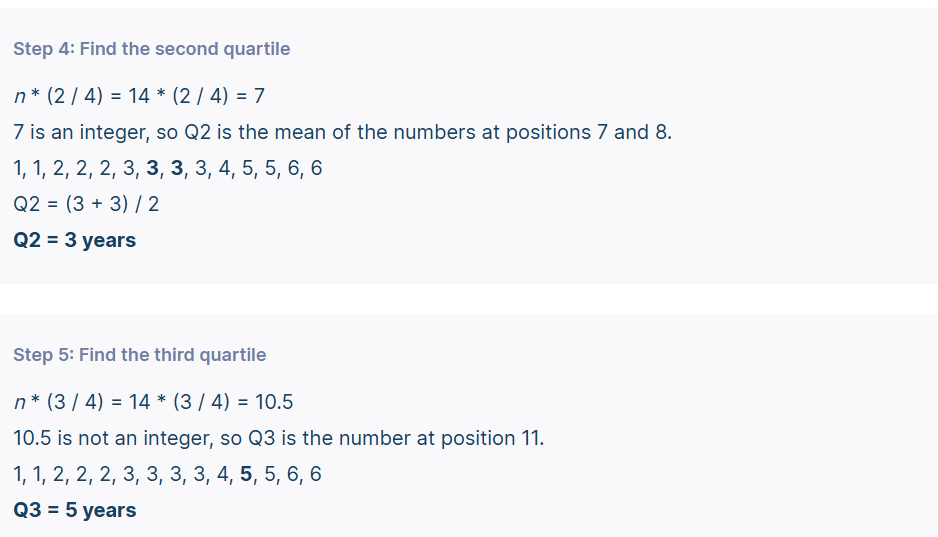 Step 4: Find the second quartile
n * (2 / 4) = 14 * (2 / 4) = 7
7 is an integer, so Q2 is the mean of the numbers at positions 7 and 8.
1, 1, 2, 2, 2, 3, 3, 3, 3, 4, 5, 5, 6, 6
Q2 = (3 + 3) / 2
Q2 = 3 years
Step 5: Find the third quartile
n * (3 / 4) = 14 * (3 / 4) = 10.5
10.5 is not an integer, so Q3 is the number at position 11.
1, 1, 2, 2, 2, 3, 3, 3, 3, 4, 5, 5, 6, 6
Q3 = 5 years